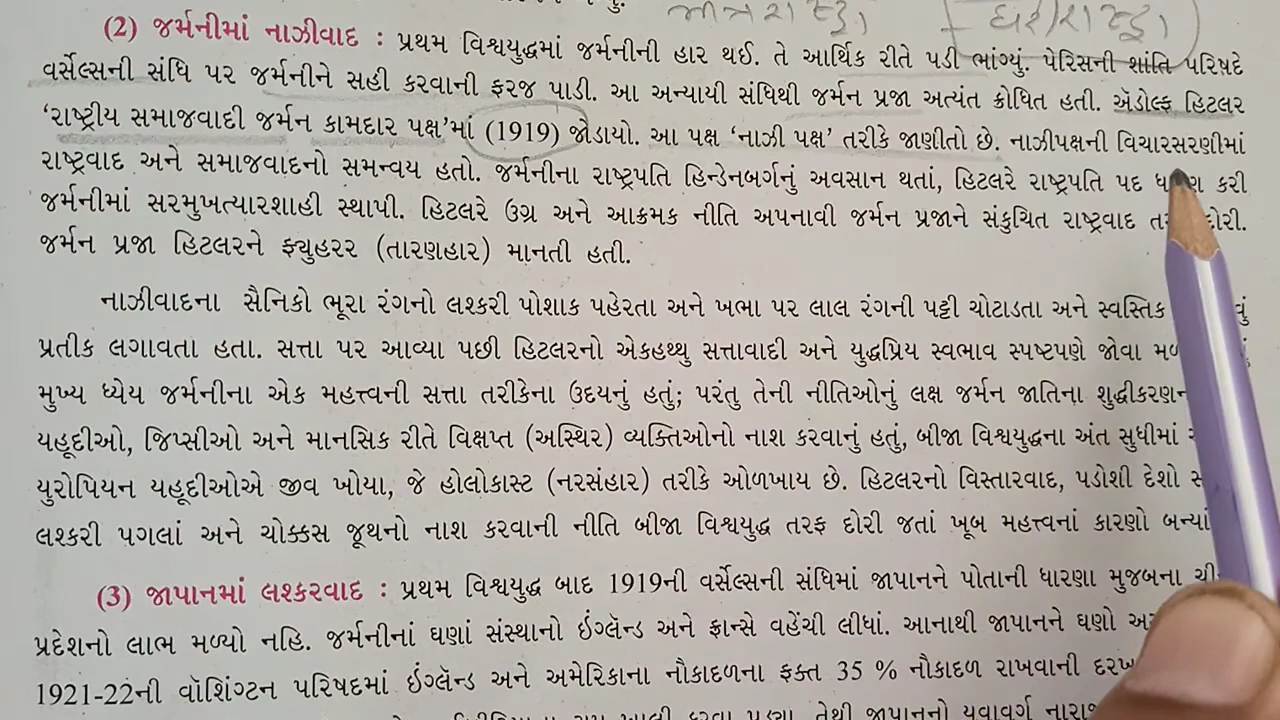 માત્ર રાષ્ટ્ર
(2) જર્મનીમાં નાઝીવાદ : પ્રથમ વિશ્વયુદ્ધમાં જર્મનીની હાર થઈ. તે આર્થિક રીતે પડી ભાંગ્યું. પેરિસની શાંતિ પરિષદે
વર્સેલ્સની સંધિ પર જર્મનીને સહી કરવાની ફરજ પાડી. આ અન્યાયી સંધિથી જર્મન પ્રજા અત્યંત ક્રોધિત હતી. ઍડોલ્ફ હિટલર
‘રાષ્ટ્રીય સમાજવાદી જર્મન કામદાર પક્ષ’માં (1919) જોડાયો. આ પક્ષ ‘નાઝી પક્ષ’ તરીકે જાણીતો છે. નાઝીપક્ષની વિચારસરણીમાં
રાષ્ટ્રવાદ અને સમાજવાદનો સમન્વય હતો. જર્મનીના રાષ્ટ્રપતિ હિન્ડેનબર્ગનું અવસાન થતાં, હિટલરે રાષ્ટ્રપતિ પદ કરી
જર્મનીમાં સરમુખત્યારશાહી સ્થાપી. હિટલરે ઉગ્ર અને આક્રમક નીતિ અપનાવી જર્મન પ્રજાને સંકુચિત રાષ્ટ્રવાદ દોરી.
જર્મન પ્રજા હિટલરને ફ્યુહરર (તારણહાર) માનતી હતી.
નાઝીવાદના સૈનિકો ભૂરા રંગનો લશ્કરી પોશાક પહેરતા અને ખભા પર લાલ રંગની પટ્ટી ચોટાડતા અને સ્વસ્તિક
પ્રતીક લગાવતા હતા. સત્તા પર આવ્યા પછી હિટલરનો એકહથ્થુ સત્તાવાદી અને યુદ્ધપ્રિય સ્વભાવ સ્પષ્ટપણે જોવા
મુખ્ય ધ્યેય જર્મનીના એક મહત્ત્વની સત્તા તરીકેના ઉદયનું હતું; પરંતુ તેની નીતિઓનું લક્ષ જર્મન જાતિના
યહૂદીઓ, જિપ્સીઓ અને માનસિક રીતે વિક્ષિપ્ત (અસ્થિર) વ્યક્તિઓનો નાશ કરવાનું હતું, બીજા વિશ્વયુદ્ધના અંત સુધીમાં
યુરોપિયન યહૂદીઓએ જીવ ખોયા, જે હોલોકાસ્ટ (નરસંહાર) તરીકે ઓળખાય છે. હિટલરનો વિસ્તારવાદ, પડોશી દેશો
લશ્કરી પગલાં અને ચોક્કસ જૂથનો નાશ કરવાની નીતિ બીજા વિશ્વયુદ્ધ તરફ દોરી જતાં ખૂબ મહત્ત્વનાં કારણો બન્યાં
(3) જાપાનમાં લશ્કરવાદ : પ્રથમ વિશ્વયુદ્ધ બાદ 1919ની વર્સેલ્સની સંધિમાં જાપાનને પોતાની ધારણા મુજબના
પ્રદેશનો લાભ મળ્યો નહિ. જર્મનીનાં ઘણાં સંસ્થાનો ઇંગ્લૅન્ડ અને ફ્રાન્સે વહેંચી લીધાં. આનાથી જાપાનને ઘણો
1921-22ની વૉશિંગ્ટન પરિષદમાં ઇંગ્લૅન્ડ અને અમેરિકાના નૌકાદળના ફક્ત 35 % નૌકાદળ રાખવાની
તેથી જાપાનનો યુવાવર્ગ